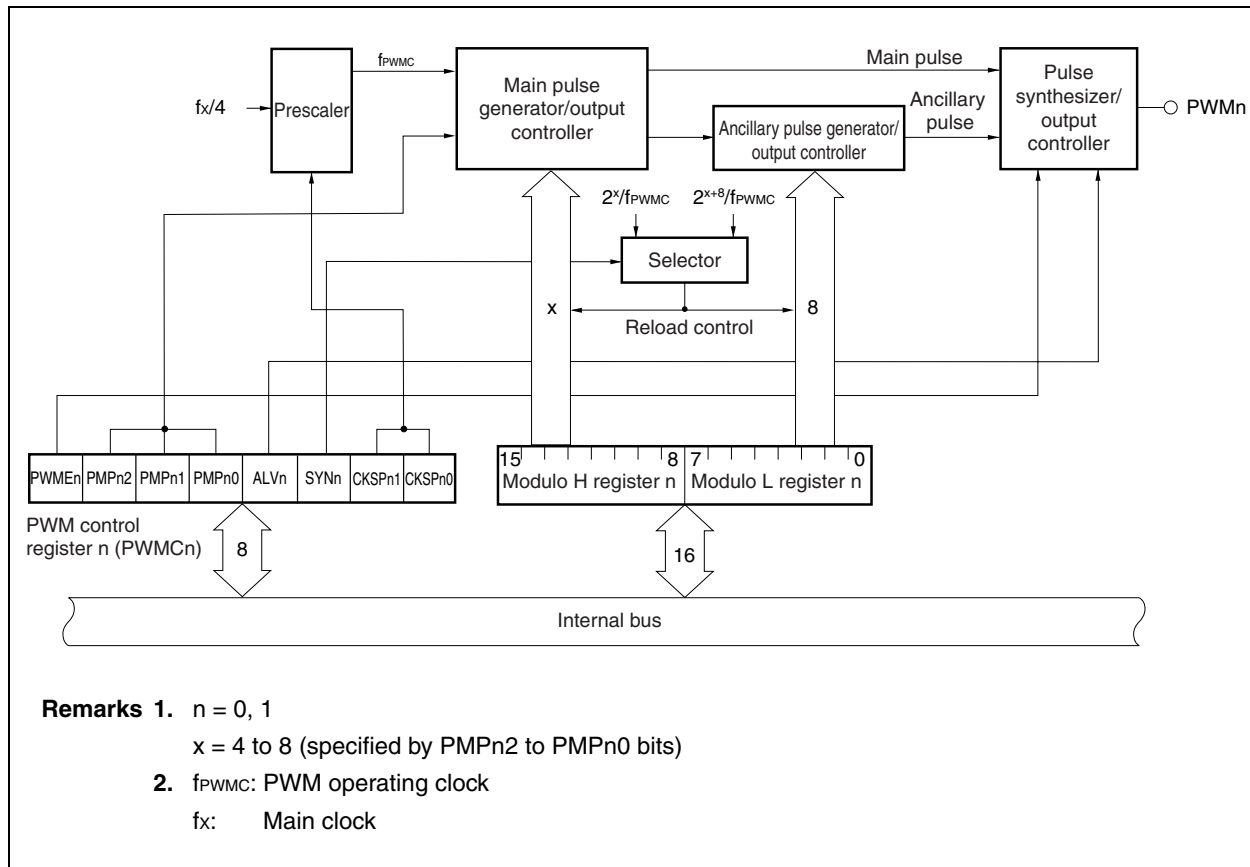 fX/4
Prescaler
fPWMC
Main pulse
generator/output
controller
Main pulse
Ancillary pulse generator/
output controller
Ancillary
pulse
Pulse
synthesizer/
output
controller
PWMn
2^x/fPWMC
2^x+8/fPWMC
Selector
x
Reload control
8
PWMEn PMPn2 PMPn1 PMPn0 ALVn SYNn CKSPn1 CKSPn0
15 8 7 0
Modulo H register n Modulo L register n
PWM control
register n (PWMCn)
8
16
Internal bus
Remarks 1. n = 0, 1
x = 4 to 8 (specified by PMPn2 to PMPn0 bits)
2. fPWMC: PWM operating clock
fX: Main clock